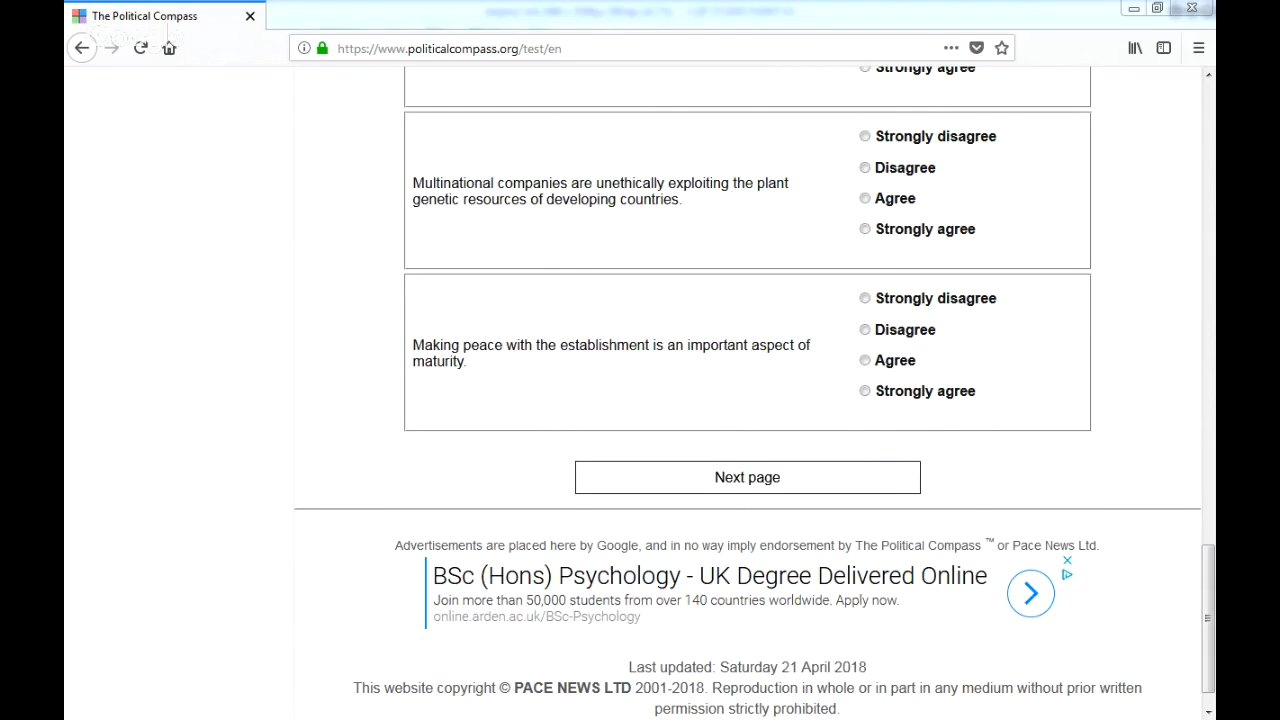 The Political Compass
https://www.politicalcompass.org/test/en
Strongly agree
Strongly disagree
Disagree
Multinational companies are unethically exploiting the plant
genetic resources of developing countries.
Agree
Strongly agree
Strongly disagree
Disagree
Making peace with the establishment is an important aspect of
maturity.
Agree
Strongly agree
Next page
Advertisements are placed here by Google, and in no way imply endorsement by The Political Compass ™ or Pace News Ltd.
BSc (Hons) Psychology - UK Degree Delivered Online
Join more than 50,000 students from over 140 countries worldwide. Apply now.
online.arden.ac.uk/BSc-Psychology
Last updated: Saturday 21 April 2018
This website copyright © PACE NEWS LTD 2001-2018. Reproduction in whole or in part in any medium without prior written
permission strictly prohibited.